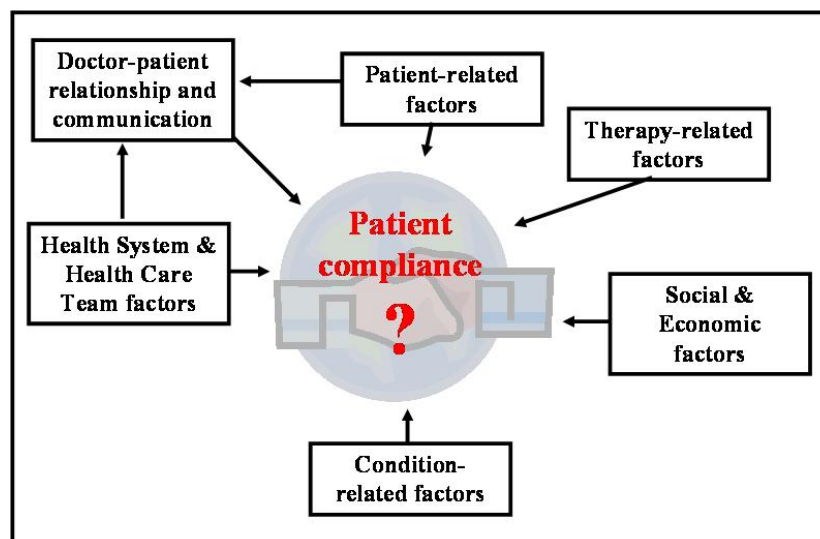 Doctor-patient
relationship and
communication
Patient-related
factors
Therapy-related
factors
Health System &
Health Care
Team factors
Patient
compliance
?
Social &
Economic
factors
Condition-
related factors